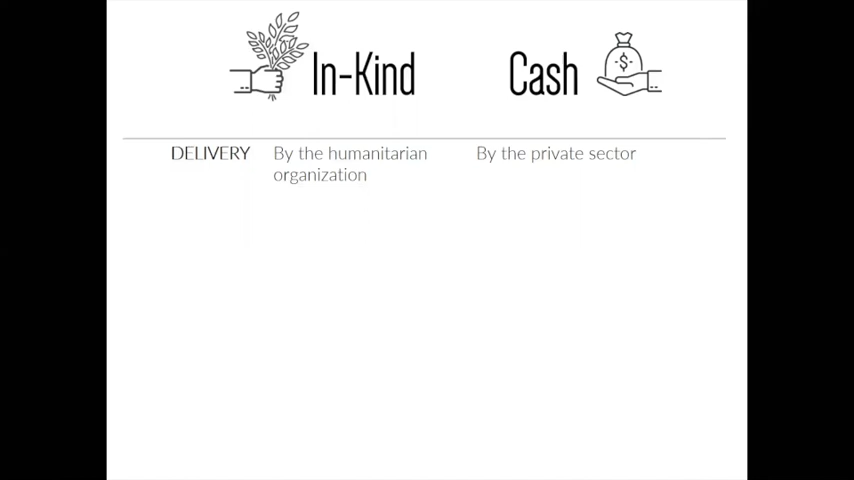 In-Kind
Cash
$
DELIVERY
By the humanitarian
organization
By the private sector